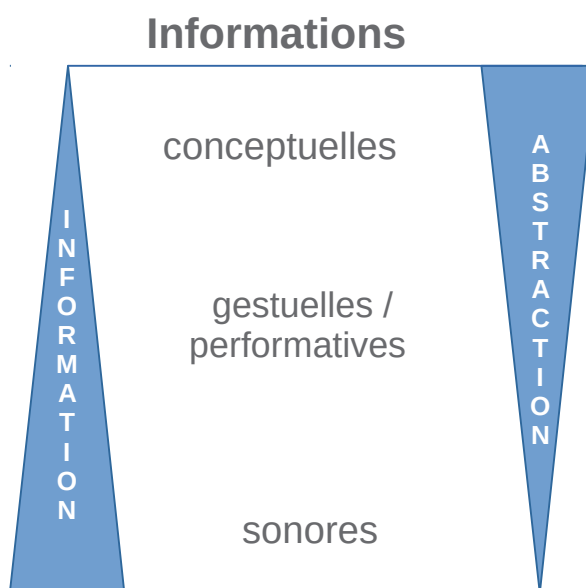 Informations
conceptuelles
gestuelles /
performatives
sonores
INFORMATION
ABSTRACTION